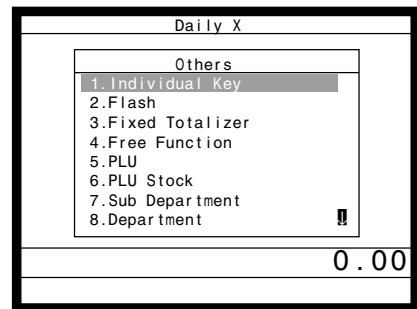 Daily X
Others
1.Individual Key
2.Flash
3.Fixed Totalizer
4.Free Function
5.PLU
6.PLU Stock
7.Sub Department
8.Department
0.00